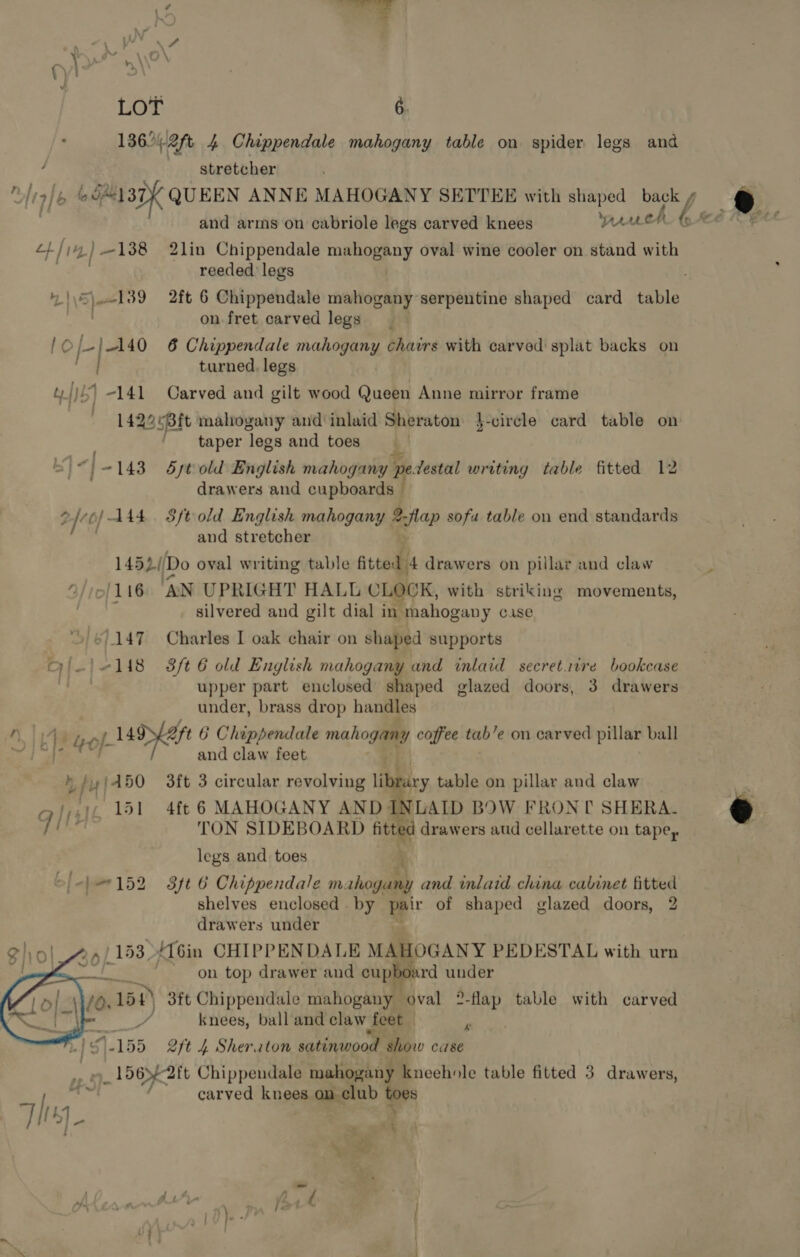 LOT 6.
136 2ft 4 Chippendale mahogany table on spider legs and
stretcher
137 QUEEN ANNE MAHOGANY SETTEE with shaped back
and arms on cabriole legs carved knees
4/12/ 138 21in Chippendale mahogany oval wine cooler on stand with
reeded legs
2/5/ 139 2ft 6 Chippendale mahogany serpentine shaped card table
on fret carved legs
10/-/ 140 6 Chippendale mahogany chairs with carved splat backs on
turned legs
141 Carved and gilt wood Queen Anne mirror frame
142 3ft mahogany and inlaid Sheraton ½-circle card table on
taper legs and toes
143 5ft old English mahogany pedestal writing table fitted 12
drawers and cupboards
144 3ft old English mahogany 2-flap sofa table on end standards
and stretcher
145 Do oval writing table fitted 4 drawers on pillar and claw
146 AN UPRIGHT HALL CLOCK, with striking movements,
silvered and gilt dial in mahogany case
147 Charles I oak chair on shaped supports
148 3ft 6 old English mahogany and inlaid secretaire bookcase
upper part enclosed shaped glazed doors, 3 drawers
under, brass drop handles
149 2ft 6 Chippendale mahogany coffee table on carved pillar ball
and claw feet
150 3ft 3 circular revolving library table on pillar and claw
151 4ft 6 MAHOGANY AND INLAID BOW FRONT SHERA-
TON SIDEBOARD fitted drawers and cellarette on taper,
legs and toes
152 3ft 6 Chippendale mahogany and inlaid china cabinet fitted
shelves enclosed by pair of shaped glazed doors, 2
drawers under
153 16in CHIPPENDALE MAHOGANY PEDESTAL with urn
on top drawer and cupboard under
154 3ft Chippendale mahogany oval 2-flap table with carved
knees, ball and claw feet
155 2ft 4 Sheraton satinwood show case
156 2ft Chippendale mahogany kneehole table fitted 3 drawers,
carved knees on club toes